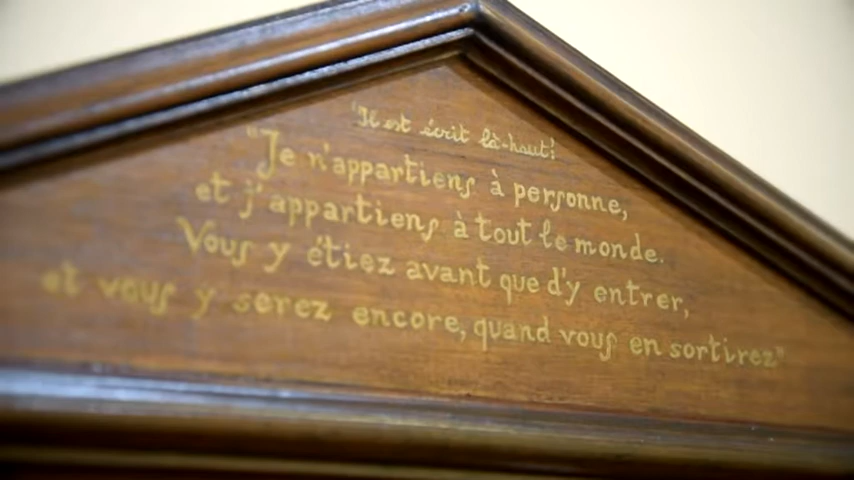 "Il est écrit là-haut!
"Je n'appartiens à personne,
et j'appartiens à tout le monde.
Vous y étiez avant que d'y entrer,
et vous y serez encore, quand vous en sortirez"